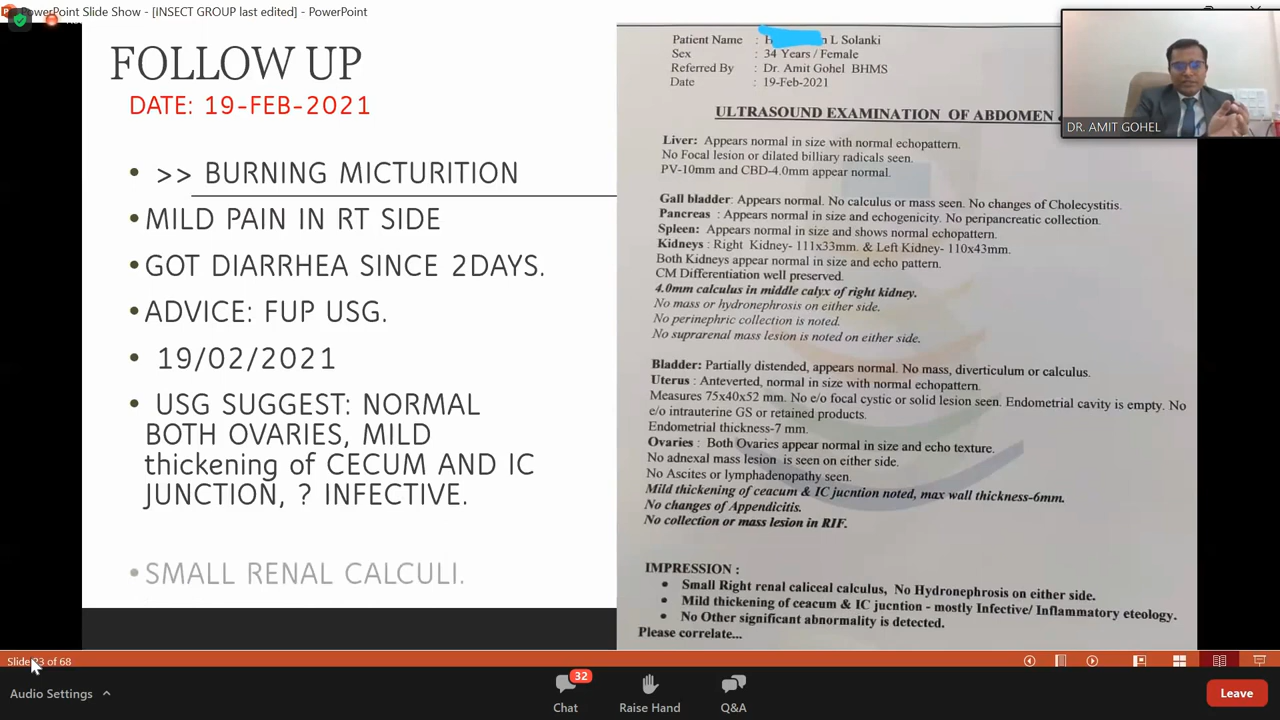 PowerPoint Slide Show - [INSECT GROUP last edited] - PowerPoint
FOLLOW UP
DATE: 19-FEB-2021
• >> BURNING MICTURITION
• MILD PAIN IN RT SIDE
• GOT DIARRHEA SINCE 2DAYS.
• ADVICE: FUP USG.
• 19/02/2021
• USG SUGGEST: NORMAL
BOTH OVARIES, MILD
thickening of CECUM AND IC
JUNCTION, ? INFECTIVE.
• SMALL RENAL CALCULI.
Patient Name : L Solanki
Sex : 34 Years / Female
Referred By : Dr. Amit Gohel BHMS
Date : 19-Feb-2021
ULTRASOUND EXAMINATION OF ABDOMEN
Liver: Appears normal in size with normal echopattern.
No Focal lesion or dilated billiary radicals seen.
PV-10mm and CBD-4.0mm appear normal.
Gall bladder: Appears normal. No calculus or mass seen. No changes of Cholecystitis.
Pancreas : Appears normal in size and echogenicity. No peripancreatic collection.
Spleen: Appears normal in size and shows normal echopattern.
Kidneys : Right Kidney- 111x33mm. & Left Kidney- 110x43mm.
Both Kidneys appear normal in size and echo pattern.
CM Differentiation well preserved.
4.0mm calculus in middle calyx of right kidney.
No mass or hydronephrosis on either side.
No perinephric collection is noted.
No suprarenal mass lesion is noted on either side.
Bladder: Partially distended, appears normal. No mass, diverticulum or calculus.
Uterus : Anteverted, normal in size with normal echopattern.
Measures 75x40x52 mm. No e/o focal cystic or solid lesion seen. Endometrial cavity is empty. No
e/o intrauterine GS or retained products.
Endometrial thickness-7 mm.
Ovaries : Both Ovaries appear normal in size and echo texture.
No adnexal mass lesion is seen on either side.
No Ascites or lymphadenopathy seen.
Mild thickening of ceacum & IC jucntion noted, max wall thickness-6mm.
No changes of Appendicitis.
No collection or mass lesion in RIF.
IMPRESSION :
• Small Right renal caliceal calculus, No Hydronephrosis on either side.
• Mild thickening of ceacum & IC jucntion - mostly Infective/ Inflammatory eteology.
• No Other significant abnormality is detected.
Please correlate...
DR. AMIT GOHEL
Slide 23 of 68
Audio Settings
32
Chat
Raise Hand
Q&A
Leave